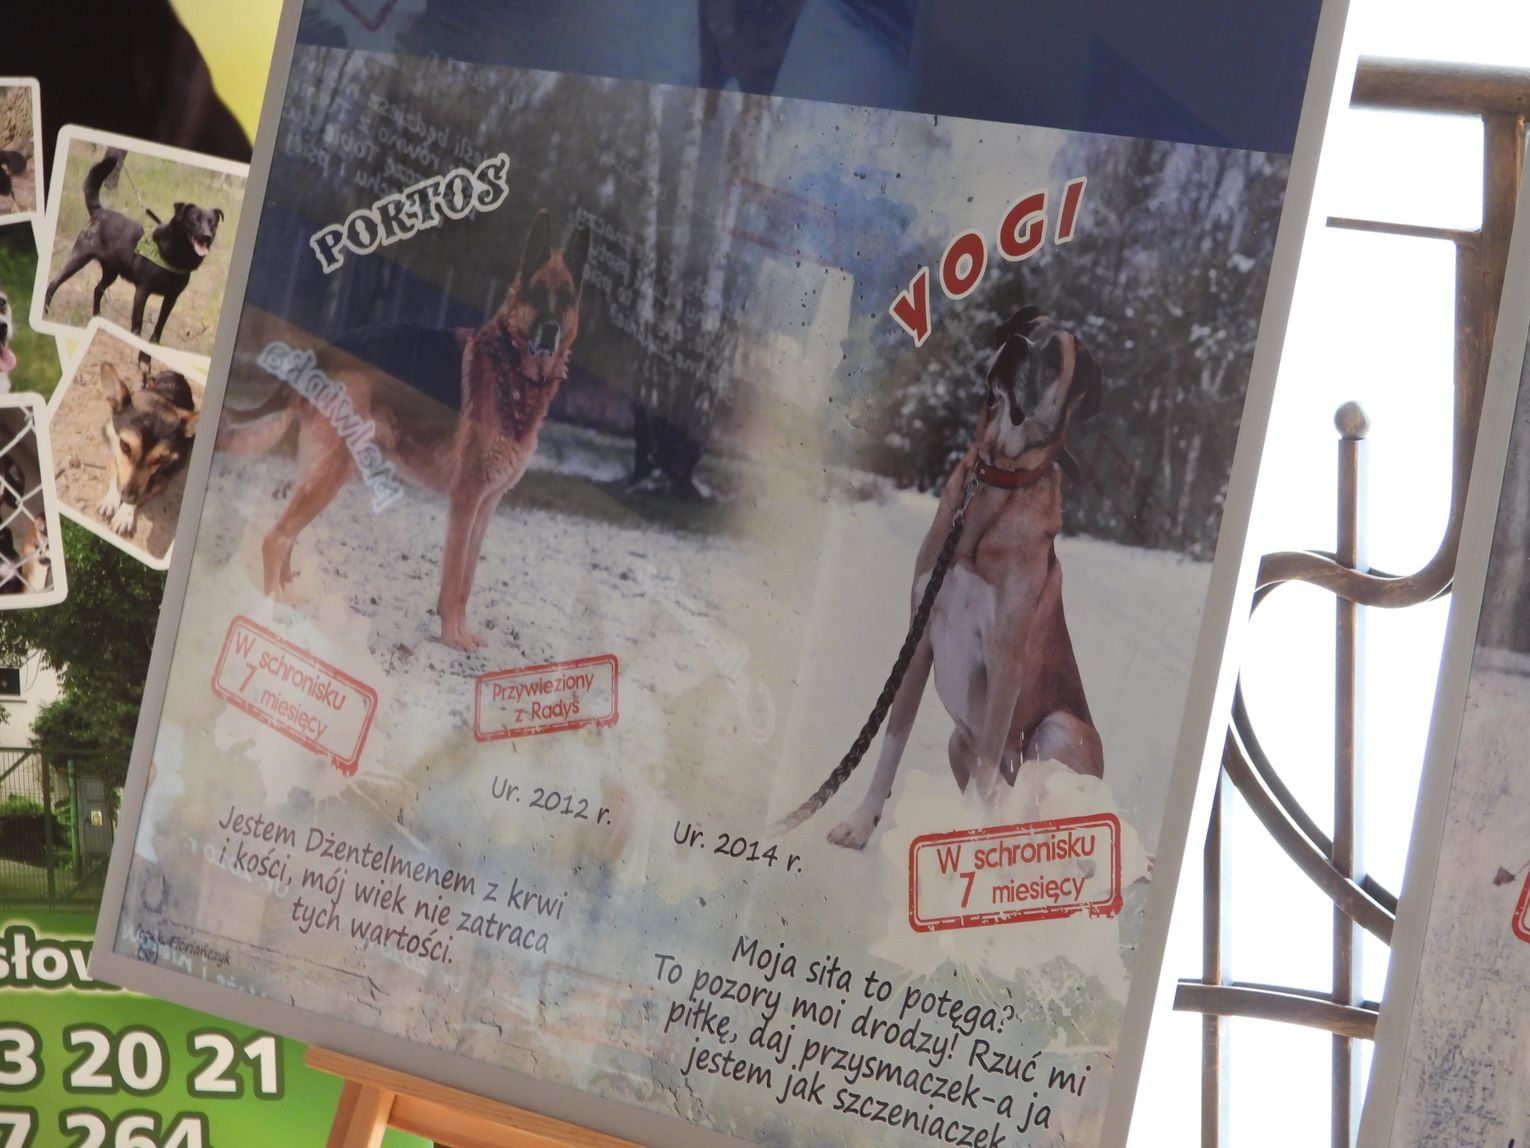 PORTOS
W schronisku
7 miesięcy
Przywieziony
z Radyś
Ur. 2012 r.
Jestem Dżentelmenem z krwi
i kości, mój wiek nie zatraca
tych wartości.
Floriańczyk
YOGI
Ur. 2014 r.
W schronisku
7 miesięcy
Moja siła to potęga?
To pozory moi drodzy! Rzuć mi
piłkę, daj przysmaczek-a ja
jestem jak szczeniaczek
3 20 21
7 264